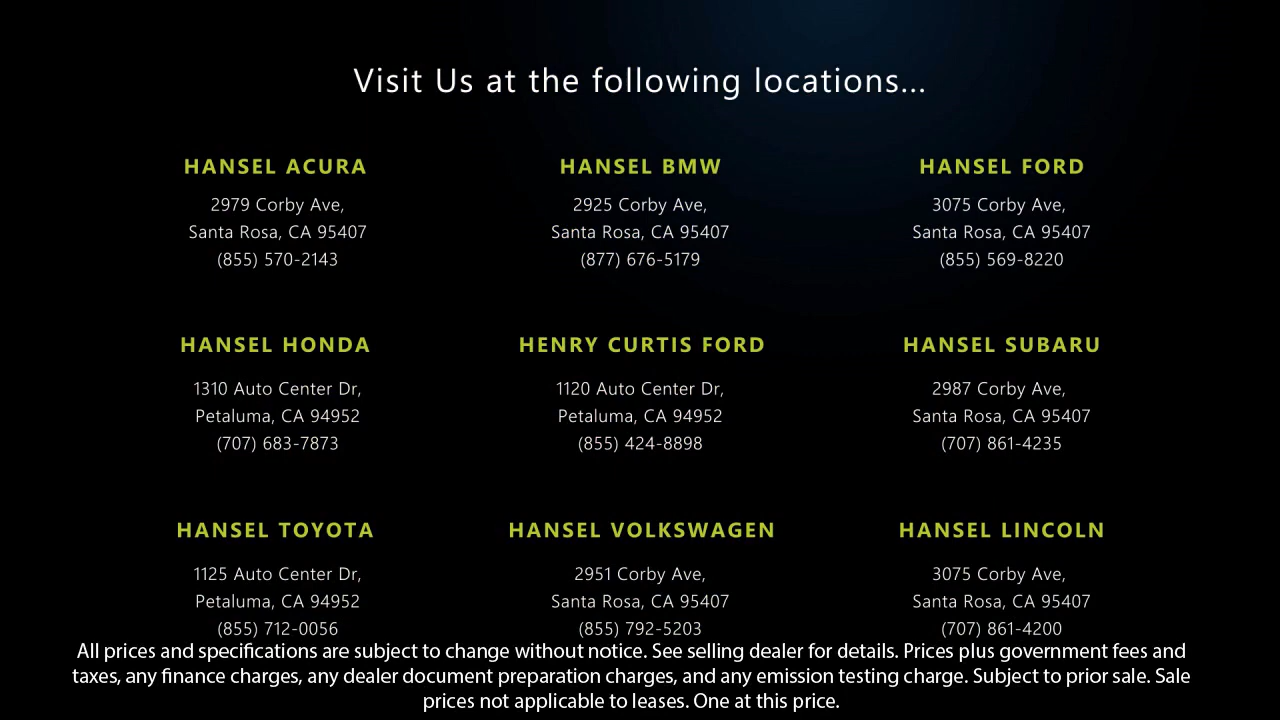 Visit Us at the following locations...
HANSEL ACURA
2979 Corby Ave,
Santa Rosa, CA 95407
(855) 570-2143
HANSEL BMW
2925 Corby Ave,
Santa Rosa, CA 95407
(877) 676-5179
HANSEL FORD
3075 Corby Ave,
Santa Rosa, CA 95407
(855) 569-8220
HANSEL HONDA
1310 Auto Center Dr,
Petaluma, CA 94952
(707) 683-7873
HENRY CURTIS FORD
1120 Auto Center Dr,
Petaluma, CA 94952
(855) 424-8898
HANSEL SUBARU
2987 Corby Ave,
Santa Rosa, CA 95407
(707) 861-4235
HANSEL TOYOTA
1125 Auto Center Dr,
Petaluma, CA 94952
(855) 712-0056
HANSEL VOLKSWAGEN
2951 Corby Ave,
Santa Rosa, CA 95407
(855) 792-5203
HANSEL LINCOLN
3075 Corby Ave,
Santa Rosa, CA 95407
(707) 861-4200
All prices and specifications are subject to change without notice. See selling dealer for details. Prices plus government fees and
taxes, any finance charges, any dealer document preparation charges, and any emission testing charge. Subject to prior sale. Sale
prices not applicable to leases. One at this price.